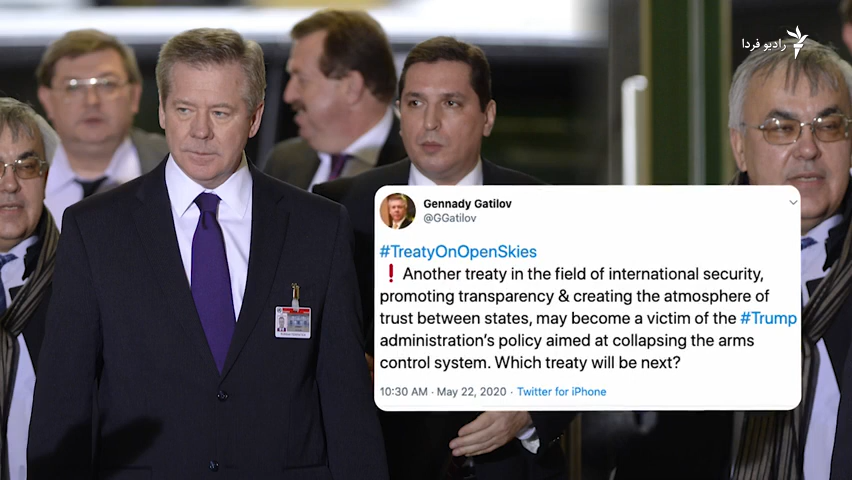 رادیو فردا
Gennady Gatilov
@GGatilov
#TreatyOnOpenSkies
❗ Another treaty in the field of international security,
promoting transparency & creating the atmosphere of
trust between states, may become a victim of the #Trump
administration's policy aimed at collapsing the arms
control system. Which treaty will be next?
10:30 AM · May 22, 2020 · Twitter for iPhone